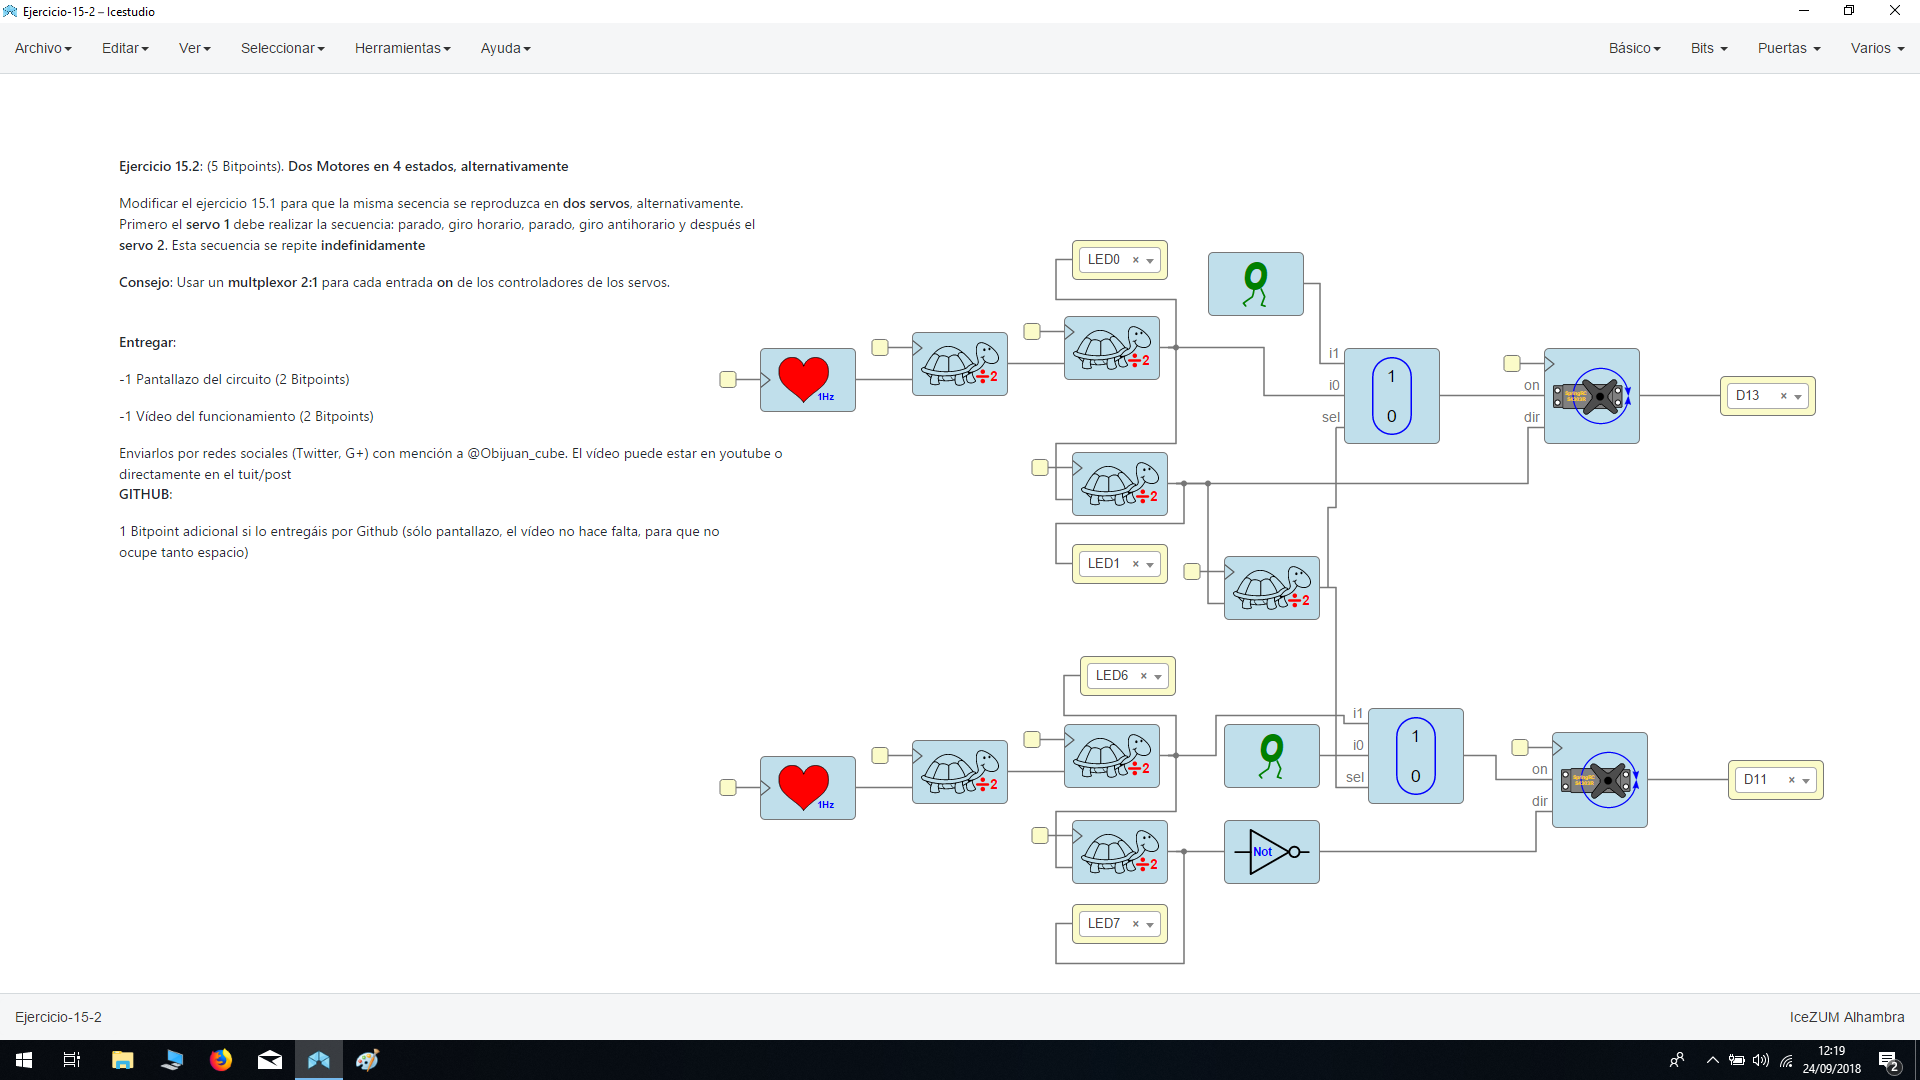 Ejercicio-15-2 – Icestudio
Archivo Editar Ver Seleccionar Herramientas Ayuda Básico Bits Puertas Varios
Ejercicio 15.2: (5 Bitpoints). Dos Motores en 4 estados, alternativamente
Modificar el ejercicio 15.1 para que la misma secencia se reproduzca en dos servos, alternativamente.
Primero el servo 1 debe realizar la secuencia: parado, giro horario, parado, giro antihorario y después el
servo 2. Esta secuencia se repite indefinidamente
Consejo: Usar un multplexor 2:1 para cada entrada on de los controladores de los servos.
Entregar:
-1 Pantallazo del circuito (2 Bitpoints)
-1 Vídeo del funcionamiento (2 Bitpoints)
Enviarlos por redes sociales (Twitter, G+) con mención a @Obijuan_cube. El vídeo puede estar en youtube o
directamente en el tuit/post
GITHUB:
1 Bitpoint adicional si lo entregáis por Github (sólo pantallazo, el vídeo no hace falta, para que no
ocupe tanto espacio)
LED0 ×
0
1Hz
÷2
÷2
i1
i0
sel
1
0
on
dir
D13 ×
÷2
LED1 ×
÷2
LED6 ×
1Hz
÷2
÷2
0
i1
i0
sel
1
0
on
dir
D11 ×
÷2
Not
LED7 ×
Ejercicio-15-2
IceZUM Alhambra
12:19
24/09/2018
2